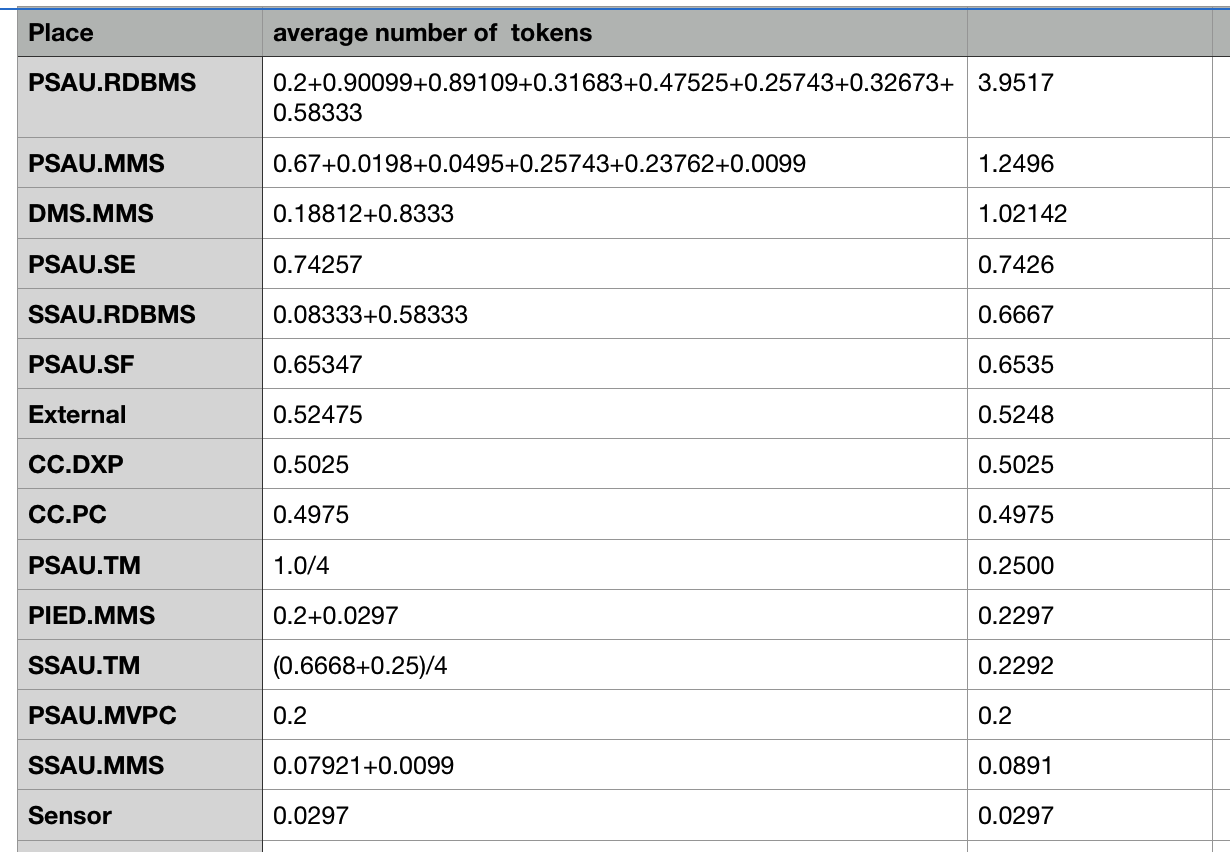 Place average number of  tokens
PSAU.RDBMS 0.2+0.90099+0.89109+0.31683+0.47525+0.25743+0.32673+ 3.9517
0.58333
PSAU.MMS 0.67+0.0198+0.0495+0.25743+0.23762+0.0099 1.2496
DMS.MMS 0.18812+0.8333 1.02142
PSAU.SE 0.74257 0.7426
SSAU.RDBMS 0.08333+0.58333 0.6667
PSAU.SF 0.65347 0.6535
External 0.52475 0.5248
CC.DXP 0.5025 0.5025
CC.PC 0.4975 0.4975
PSAU.TM 1.0/4 0.2500
PIED.MMS 0.2+0.0297 0.2297
SSAU.TM (0.6668+0.25)/4 0.2292
PSAU.MVPC 0.2 0.2
SSAU.MMS 0.07921+0.0099 0.0891
Sensor 0.0297 0.0297